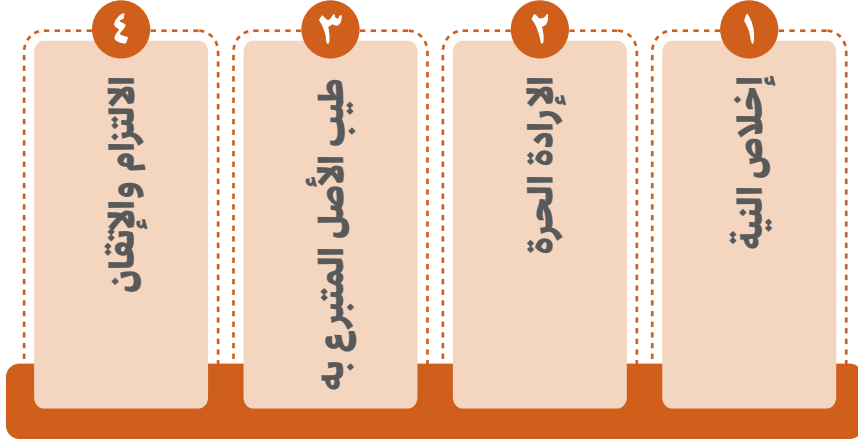 ١
إخلاص النية
٢
الإرادة الحرة
٣
طيب الأصل المتبرع به
٤
الالتزام والإتقان